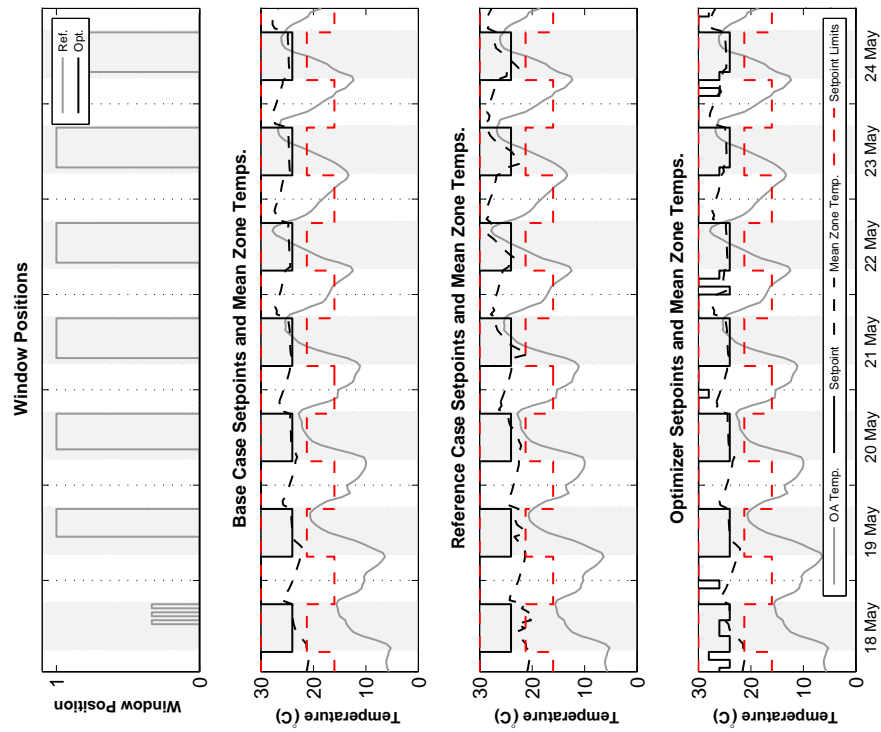 Window Positions
Window Position
1
0
Ref.
Opt.
Base Case Setpoints and Mean Zone Temps.
Temperature (°C)
30
20
10
0
Reference Case Setpoints and Mean Zone Temps.
Temperature (°C)
30
20
10
0
Optimizer Setpoints and Mean Zone Temps.
Temperature (°C)
30
20
10
0
OA Temp.
Setpoint
Mean Zone Temp.
Setpoint Limits
18 May
19 May
20 May
21 May
22 May
23 May
24 May